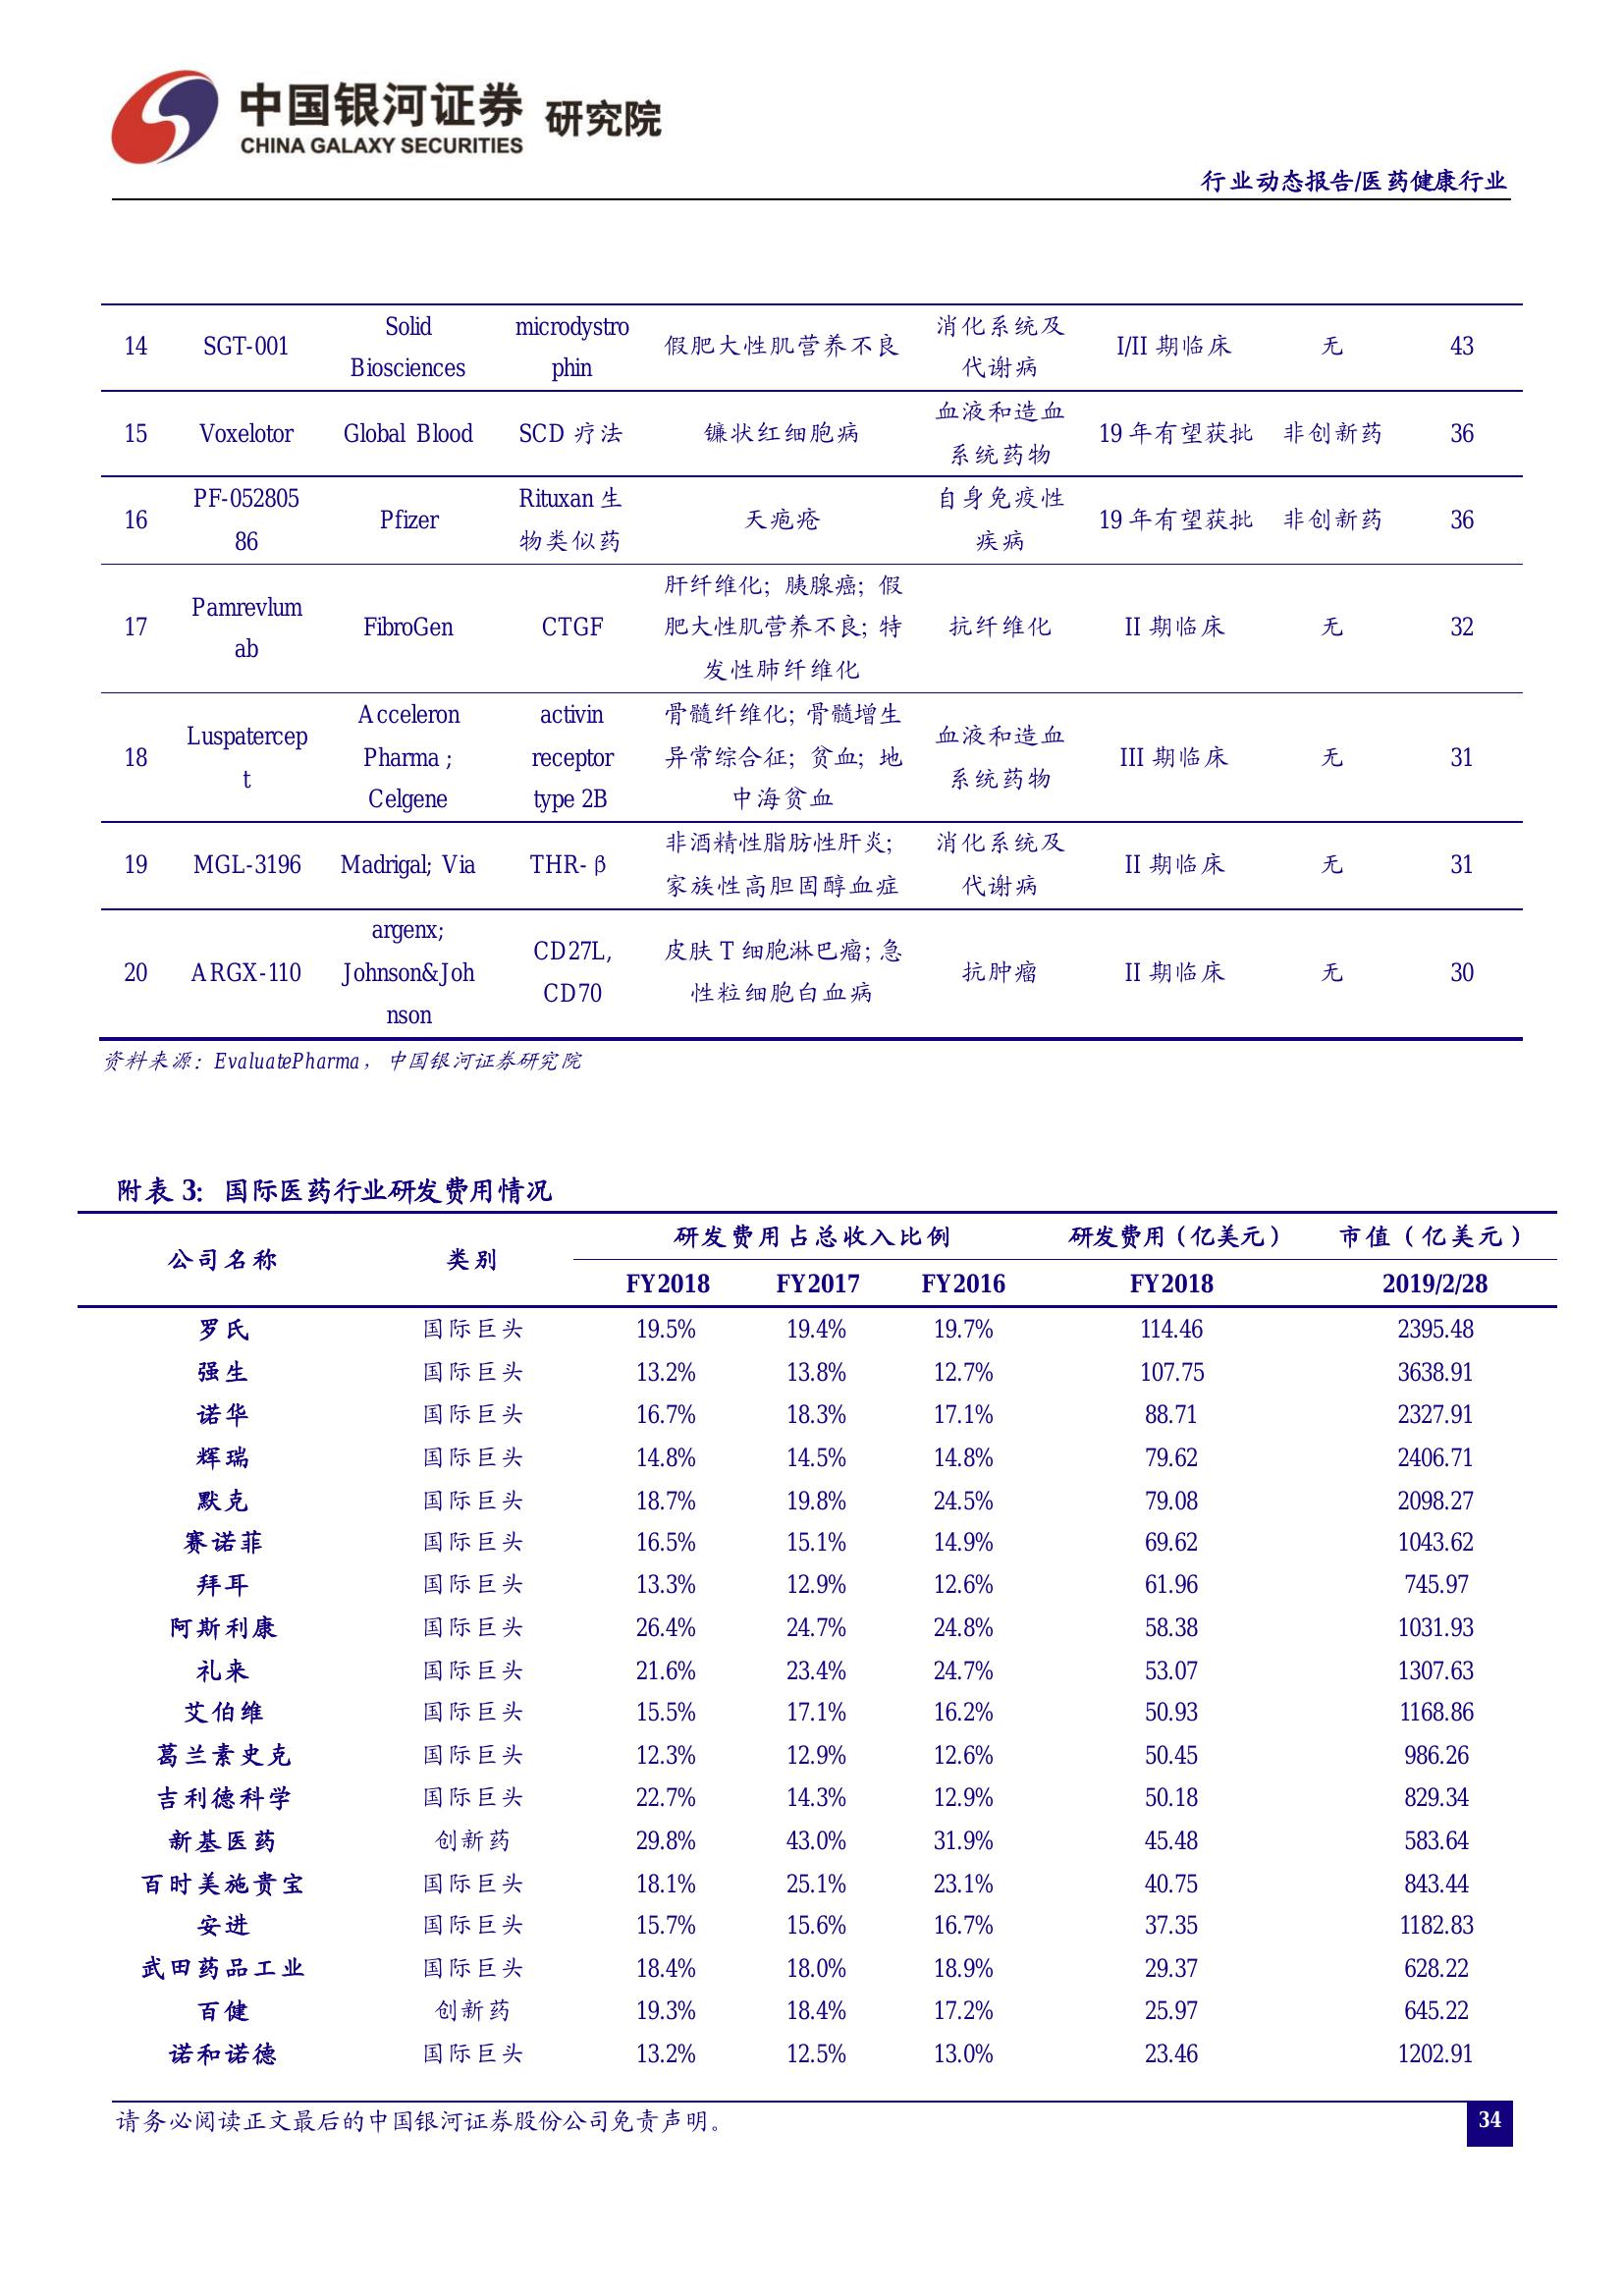 中国银河证券 研究院
CHINA GALAXY SECURITIES
行业动态报告/医药健康行业
14 SGT-001 Solid Biosciences microdystrophin 假肥大性肌营养不良 消化系统及代谢病 I/II 期临床 无 43
15 Voxelotor Global Blood SCD 疗法 镰状红细胞病 血液和造血系统药物 19 年有望获批 非创新药 36
16 PF-05280586 Pfizer Rituxan 生物类似药 天疱疮 自身免疫性疾病 19 年有望获批 非创新药 36
17 Pamrevlumab FibroGen CTGF 肝纤维化；胰腺癌；假肥大性肌营养不良；特发性肺纤维化 抗纤维化 II 期临床 无 32
18 Luspatercept Acceleron Pharma ; Celgene activin receptor type 2B 骨髓纤维化；骨髓增生异常综合征；贫血；地中海贫血 血液和造血系统药物 III 期临床 无 31
19 MGL-3196 Madrigal; Via THR-β 非酒精性脂肪性肝炎；家族性高胆固醇血症 消化系统及代谢病 II 期临床 无 31
20 ARGX-110 argenx; Johnson&Johnson CD27L, CD70 皮肤 T 细胞淋巴瘤；急性粒细胞白血病 抗肿瘤 II 期临床 无 30
资料来源：EvaluatePharma，中国银河证券研究院
附表 3：国际医药行业研发费用情况
公司名称 类别 研发费用占总收入比例 研发费用（亿美元） 市值（亿美元）
FY2018 FY2017 FY2016 FY2018 2019/2/28
罗氏 国际巨头 19.5% 19.4% 19.7% 114.46 2395.48
强生 国际巨头 13.2% 13.8% 12.7% 107.75 3638.91
诺华 国际巨头 16.7% 18.3% 17.1% 88.71 2327.91
辉瑞 国际巨头 14.8% 14.5% 14.8% 79.62 2406.71
默克 国际巨头 18.7% 19.8% 24.5% 79.08 2098.27
赛诺菲 国际巨头 16.5% 15.1% 14.9% 69.62 1043.62
拜耳 国际巨头 13.3% 12.9% 12.6% 61.96 745.97
阿斯利康 国际巨头 26.4% 24.7% 24.8% 58.38 1031.93
礼来 国际巨头 21.6% 23.4% 24.7% 53.07 1307.63
艾伯维 国际巨头 15.5% 17.1% 16.2% 50.93 1168.86
葛兰素史克 国际巨头 12.3% 12.9% 12.6% 50.45 986.26
吉利德科学 国际巨头 22.7% 14.3% 12.9% 50.18 829.34
新基医药 创新药 29.8% 43.0% 31.9% 45.48 583.64
百时美施贵宝 国际巨头 18.1% 25.1% 23.1% 40.75 843.44
安进 国际巨头 15.7% 15.6% 16.7% 37.35 1182.83
武田药品工业 国际巨头 18.4% 18.0% 18.9% 29.37 628.22
百健 创新药 19.3% 18.4% 17.2% 25.97 645.22
诺和诺德 国际巨头 13.2% 12.5% 13.0% 23.46 1202.91
请务必阅读正文最后的中国银河证券股份公司免责声明。
34